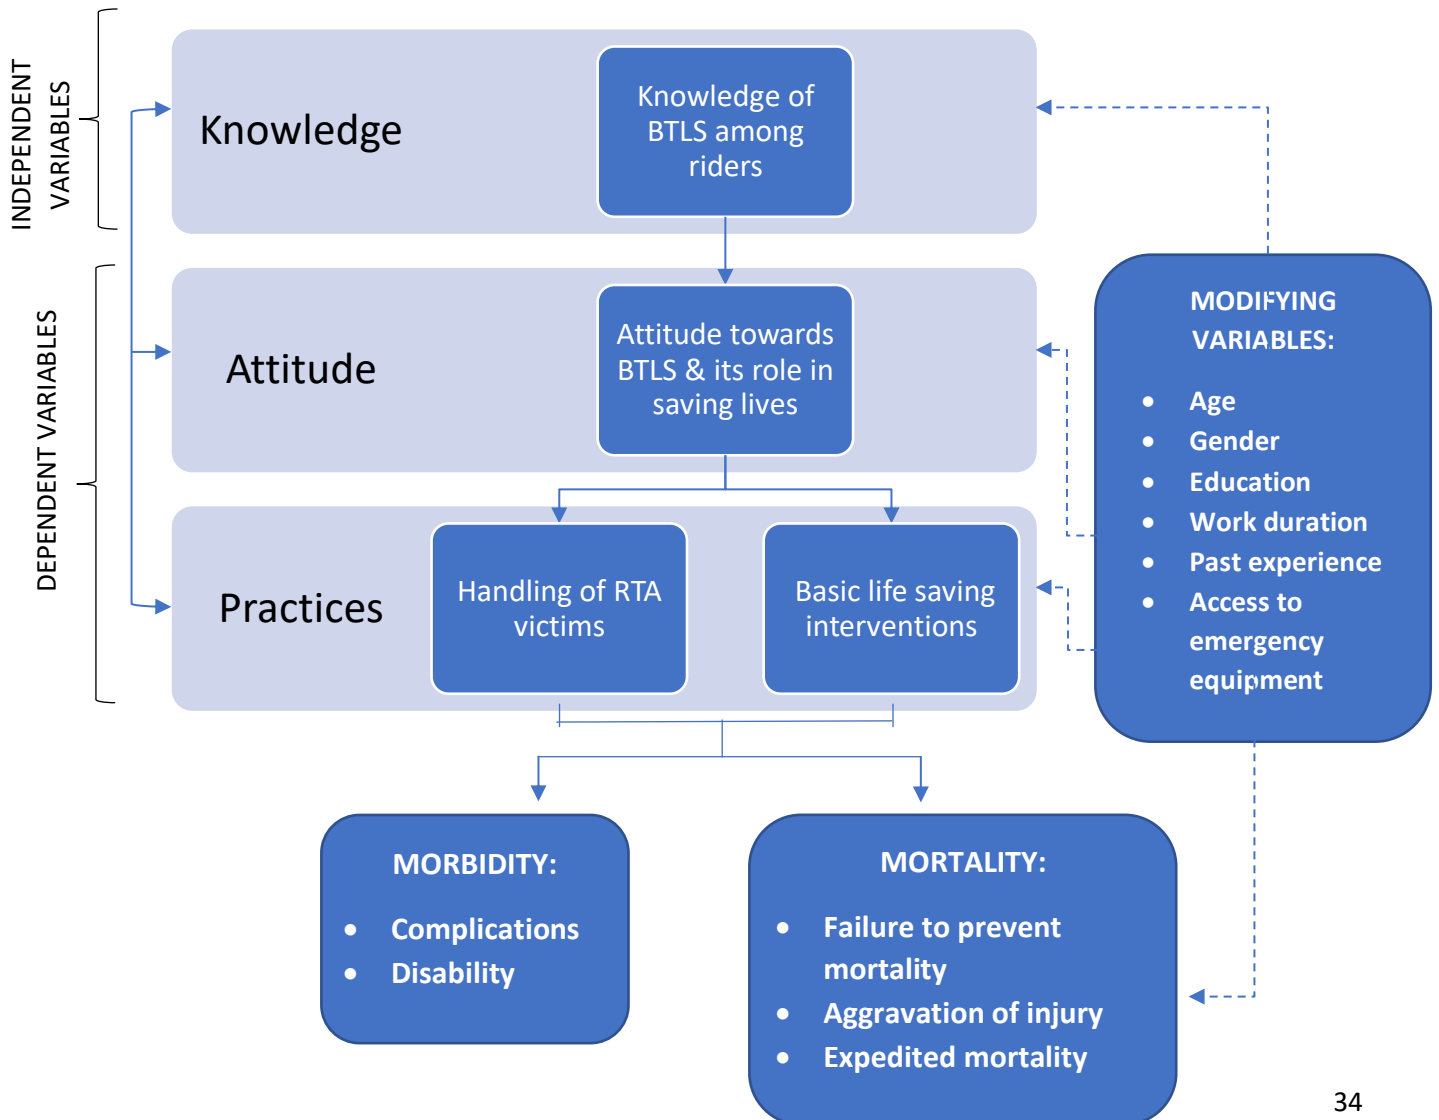 INDEPENDENT
VARIABLES
Knowledge
Knowledge of
BTLS among
riders
DEPENDENT VARIABLES
Attitude
Attitude towards
BTLS & its role in
saving lives
Practices
Handling of RTA
victims
Basic life saving
interventions
MODIFYING
VARIABLES:
• Age
• Gender
• Education
• Work duration
• Past experience
• Access to
emergency
equipment
MORBIDITY:
• Complications
• Disability
MORTALITY:
• Failure to prevent
mortality
• Aggravation of injury
• Expedited mortality
34